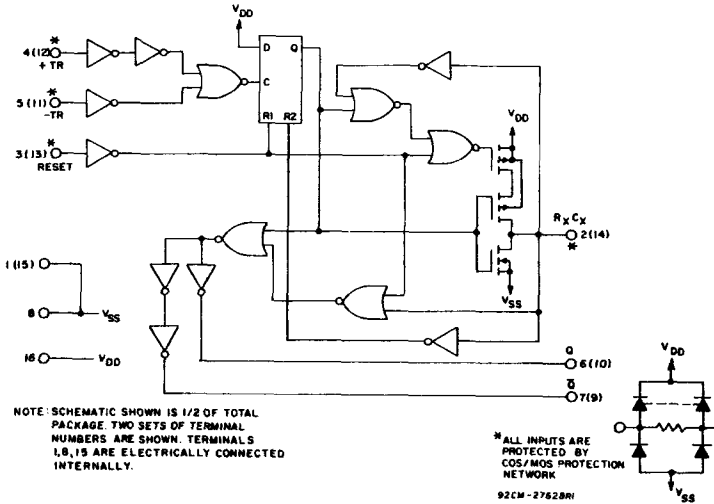 VDD
4(12) *
+ TR
D Q
C
5(11) *
-TR
R1 R2
3(13) *
RESET
VDD
RxCx
2(14)
*
VSS
1(15)
8 VSS
16 VDD
Q
6(10)
Q̅
7(9)
NOTE: SCHEMATIC SHOWN IS 1/2 OF TOTAL
PACKAGE. TWO SETS OF TERMINAL
NUMBERS ARE SHOWN. TERMINALS
1,8,15 ARE ELECTRICALLY CONNECTED
INTERNALLY.
*ALL INPUTS ARE
PROTECTED BY
COS/MOS PROTECTION
NETWORK
92CM-27628R1
VDD
VSS